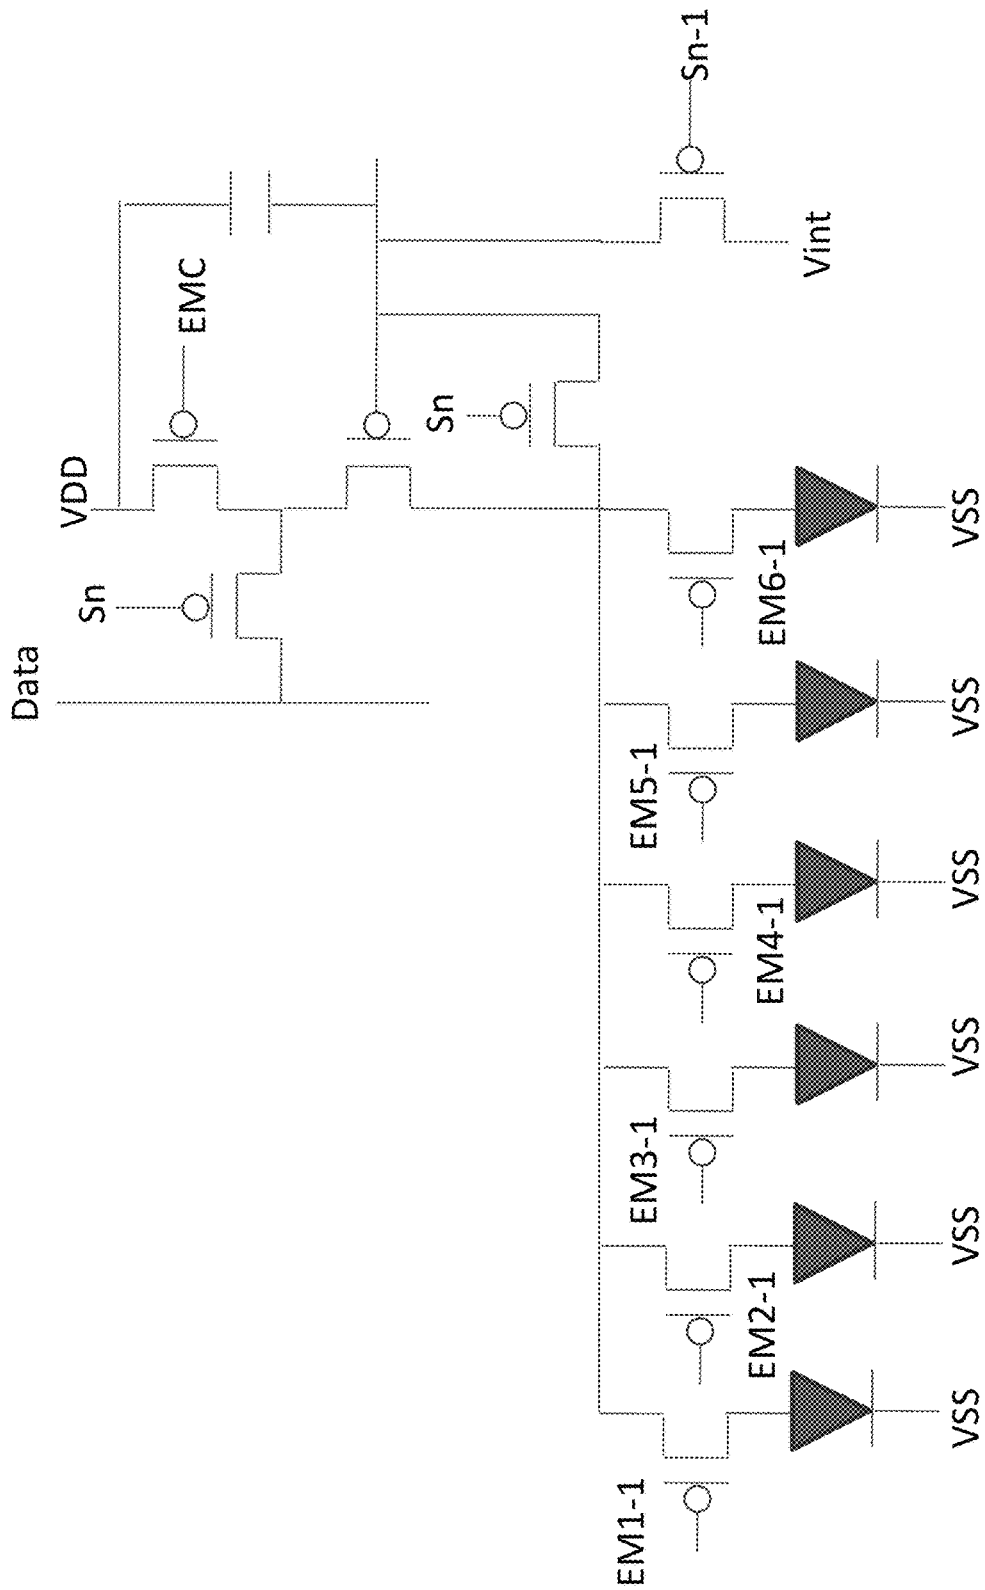 Data
Sn
VDD
EMC
Sn
Sn-1
Vint
EM1-1
EM2-1
EM3-1
EM4-1
EM5-1
EM6-1
VSS
VSS
VSS
VSS
VSS
VSS